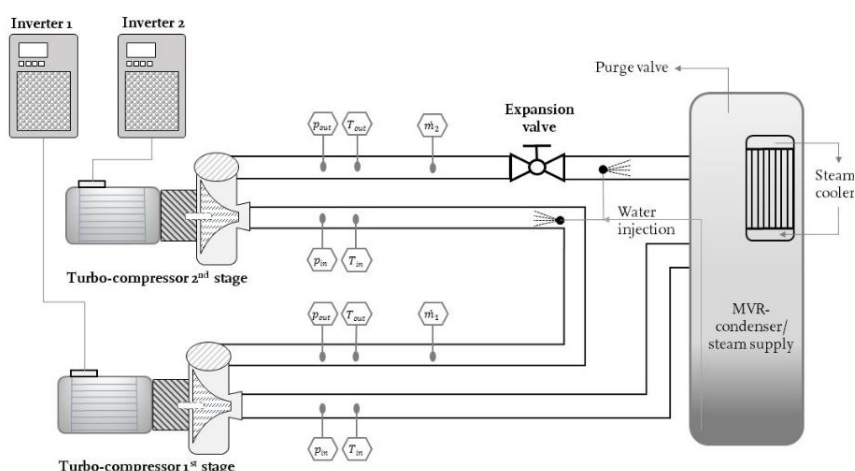 Inverter 1
Inverter 2
Purge valve
Expansion
valve
p_out
T_out
ṁ_2
Steam
cooler
Water
injection
p_in
T_in
Turbo-compressor 2nd stage
p_out
T_out
ṁ_1
MVR-
condenser/
steam supply
p_in
T_in
Turbo-compressor 1st stage